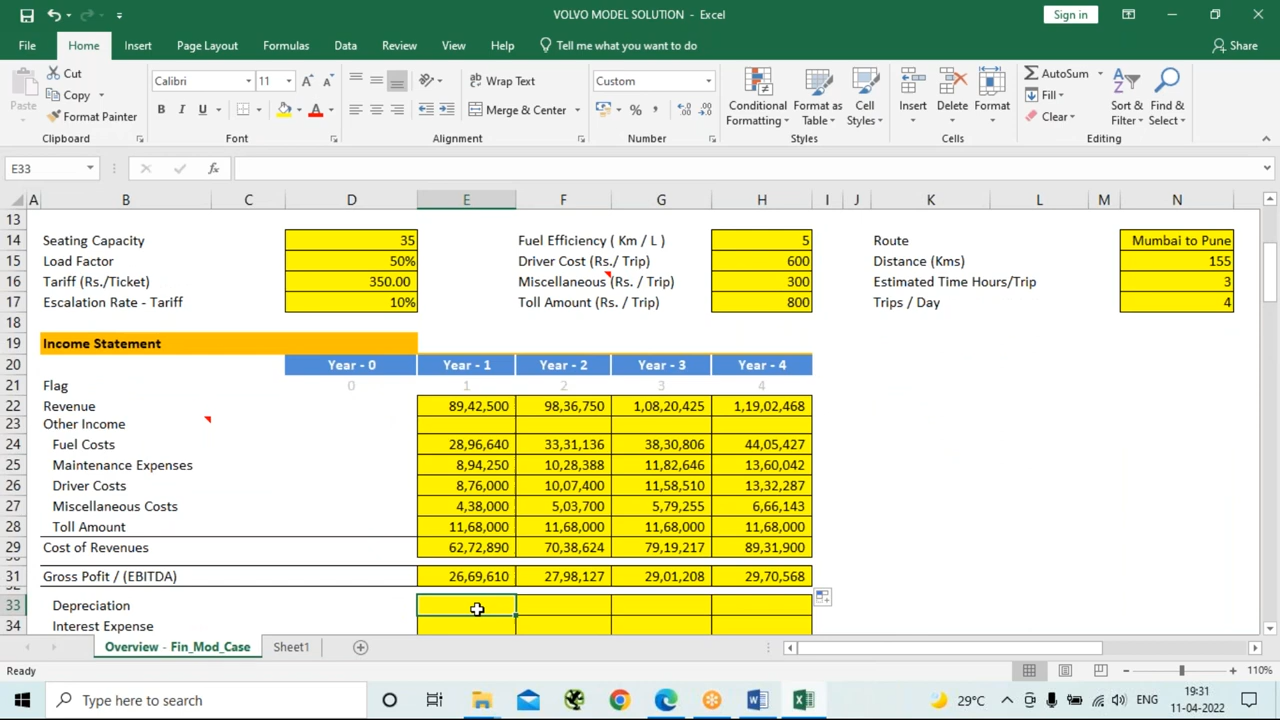 VOLVO MODEL SOLUTION - Excel
Sign in
File Home Insert Page Layout Formulas Data Review View Help Tell me what you want to do Share
Paste
Cut
Copy
Format Painter
Clipboard
Calibri 11
B I U
Font
Wrap Text
Merge & Center
Alignment
Custom
Number
Conditional Formatting
Format as Table
Cell Styles
Styles
Insert Delete Format
Cells
AutoSum
Fill
Clear
Sort & Filter
Find & Select
Editing
E33
fx
A B C D E F G H I J K L M N
13
14 Seating Capacity 35 Fuel Efficiency ( Km / L ) 5 Route Mumbai to Pune
15 Load Factor 50% Driver Cost (Rs./ Trip) 600 Distance (Kms) 155
16 Tariff (Rs./Ticket) 350.00 Miscellaneous (Rs. / Trip) 300 Estimated Time Hours/Trip 3
17 Escalation Rate - Tariff 10% Toll Amount (Rs. / Trip) 800 Trips / Day 4
18
19 Income Statement
20 Year - 0 Year - 1 Year - 2 Year - 3 Year - 4
21 Flag 0 1 2 3 4
22 Revenue 89,42,500 98,36,750 1,08,20,425 1,19,02,468
23 Other Income
24 Fuel Costs 28,96,640 33,31,136 38,30,806 44,05,427
25 Maintenance Expenses 8,94,250 10,28,388 11,82,646 13,60,042
26 Driver Costs 8,76,000 10,07,400 11,58,510 13,32,287
27 Miscellaneous Costs 4,38,000 5,03,700 5,79,255 6,66,143
28 Toll Amount 11,68,000 11,68,000 11,68,000 11,68,000
29 Cost of Revenues 62,72,890 70,38,624 79,19,217 89,31,900
31 Gross Pofit / (EBITDA) 26,69,610 27,98,127 29,01,208 29,70,568
33 Depreciation
34 Interest Expense
Overview - Fin_Mod_Case Sheet1
Ready
110%
Type here to search
29°C
ENG
19:31
11-04-2022